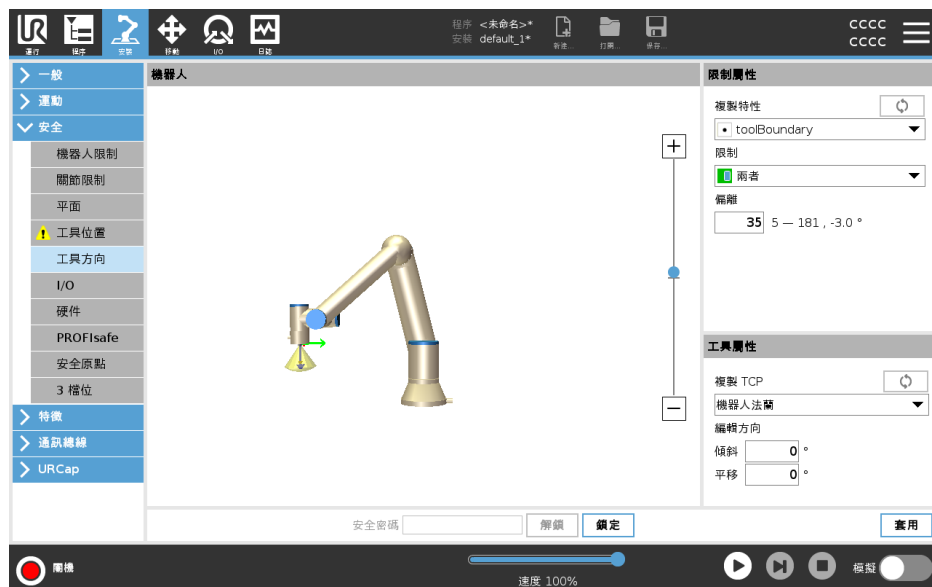 程序 <未命名>*
安裝 default_1*
新建... 打開... 保存...
cccc
cccc
運行 程序 安裝 移動 I/O 日誌
一般
運動
安全
機器人限制
關節限制
平面
工具位置
工具方向
I/O
硬件
PROFIsafe
安全原點
3 檔位
特徵
通訊總線
URCap
機器人
限制屬性
複製特性
toolBoundary
限制
兩者
偏離
35 5 — 181 , -3.0 °
工具屬性
複製 TCP
機器人法蘭
編輯方向
傾斜 0 °
平移 0 °
安全密碼 解鎖 鎖定 套用
關機
速度 100%
模擬